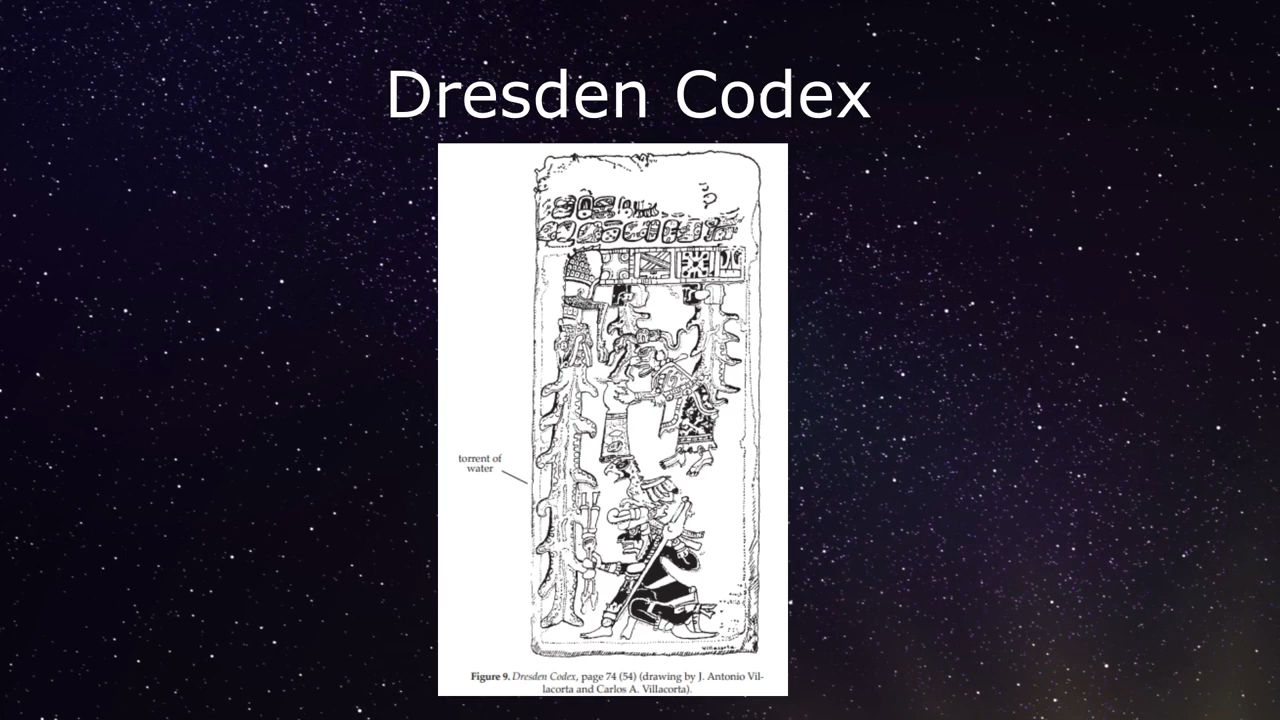 Dresden Codex
torrent of
water
Villacorta
Figure 9. Dresden Codex, page 74 (54) (drawing by J. Antonio Vil-
lacorta and Carlos A. Villacorta).